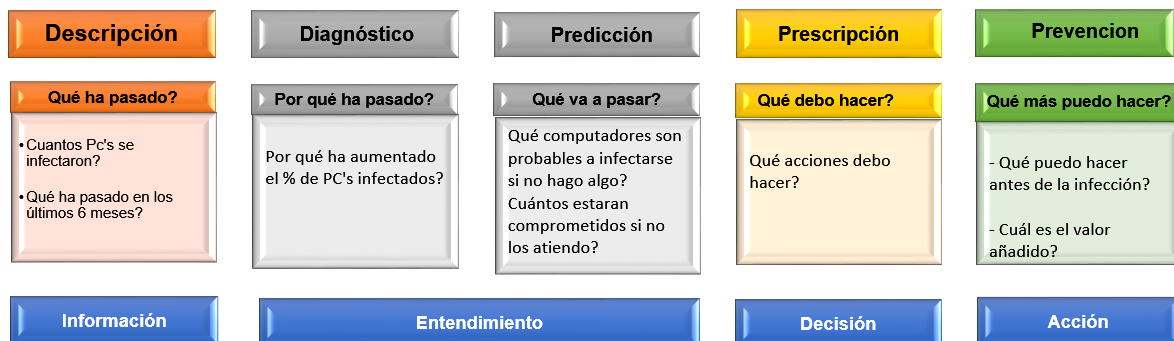 Descripción
Diagnóstico
Predicción
Prescripción
Prevencion
Qué ha pasado?
Por qué ha pasado?
Qué va a pasar?
Qué debo hacer?
Qué más puedo hacer?
• Cuantos Pc's se
infectaron?
• Qué ha pasado en los
últimos 6 meses?
Por qué ha aumentado
el % de PC's infectados?
Qué computadores son
probables a infectarse
si no hago algo?
Cuántos estaran
comprometidos si no
los atiendo?
Qué acciones debo
hacer?
- Qué puedo hacer
antes de la infección?
- Cuál es el valor
añadido?
Información
Entendimiento
Decisión
Acción